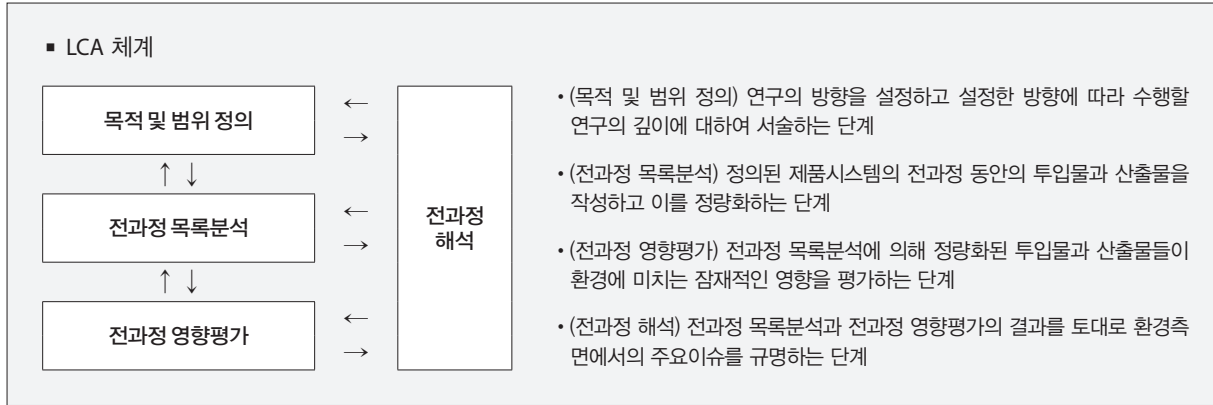 ▪ LCA 체계
목적 및 범위 정의
← →
↑ ↓
전과정 목록분석
← →
↑ ↓
전과정 영향평가
← →
전과정
해석
• (목적 및 범위 정의) 연구의 방향을 설정하고 설정한 방향에 따라 수행할
연구의 깊이에 대하여 서술하는 단계
• (전과정 목록분석) 정의된 제품시스템의 전과정 동안의 투입물과 산출물을
작성하고 이를 정량화하는 단계
• (전과정 영향평가) 전과정 목록분석에 의해 정량화된 투입물과 산출물들이
환경에 미치는 잠재적인 영향을 평가하는 단계
• (전과정 해석) 전과정 목록분석과 전과정 영향평가의 결과를 토대로 환경측
면에서의 주요이슈를 규명하는 단계